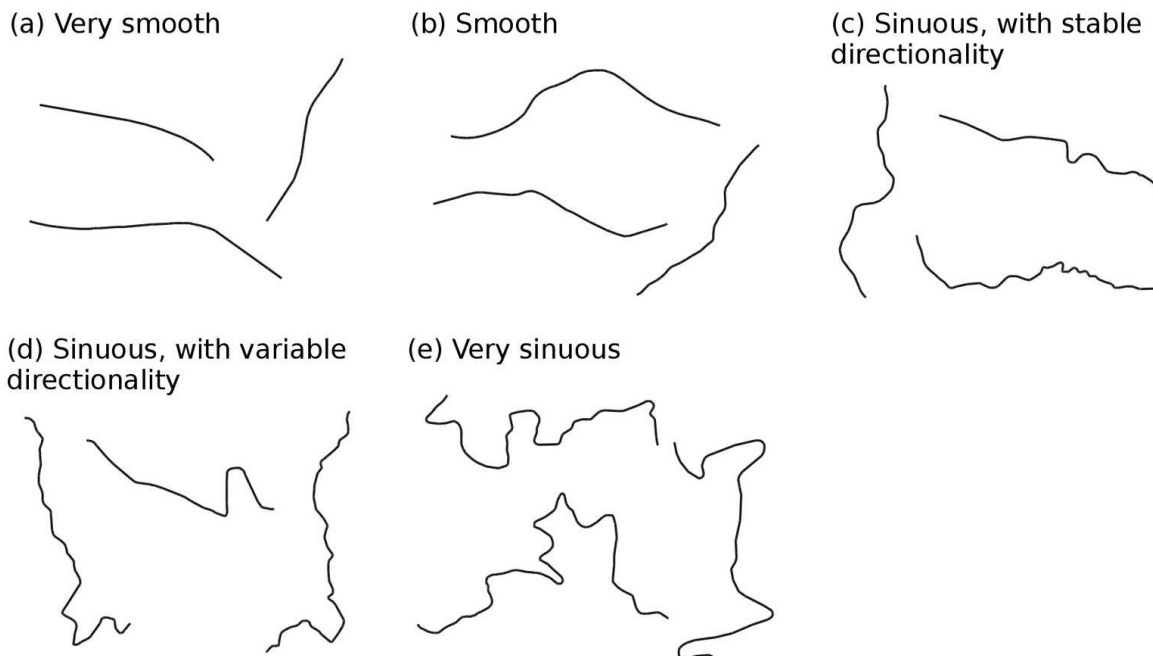 (a) Very smooth
(b) Smooth
(c) Sinuous, with stable
directionality
(d) Sinuous, with variable
directionality
(e) Very sinuous